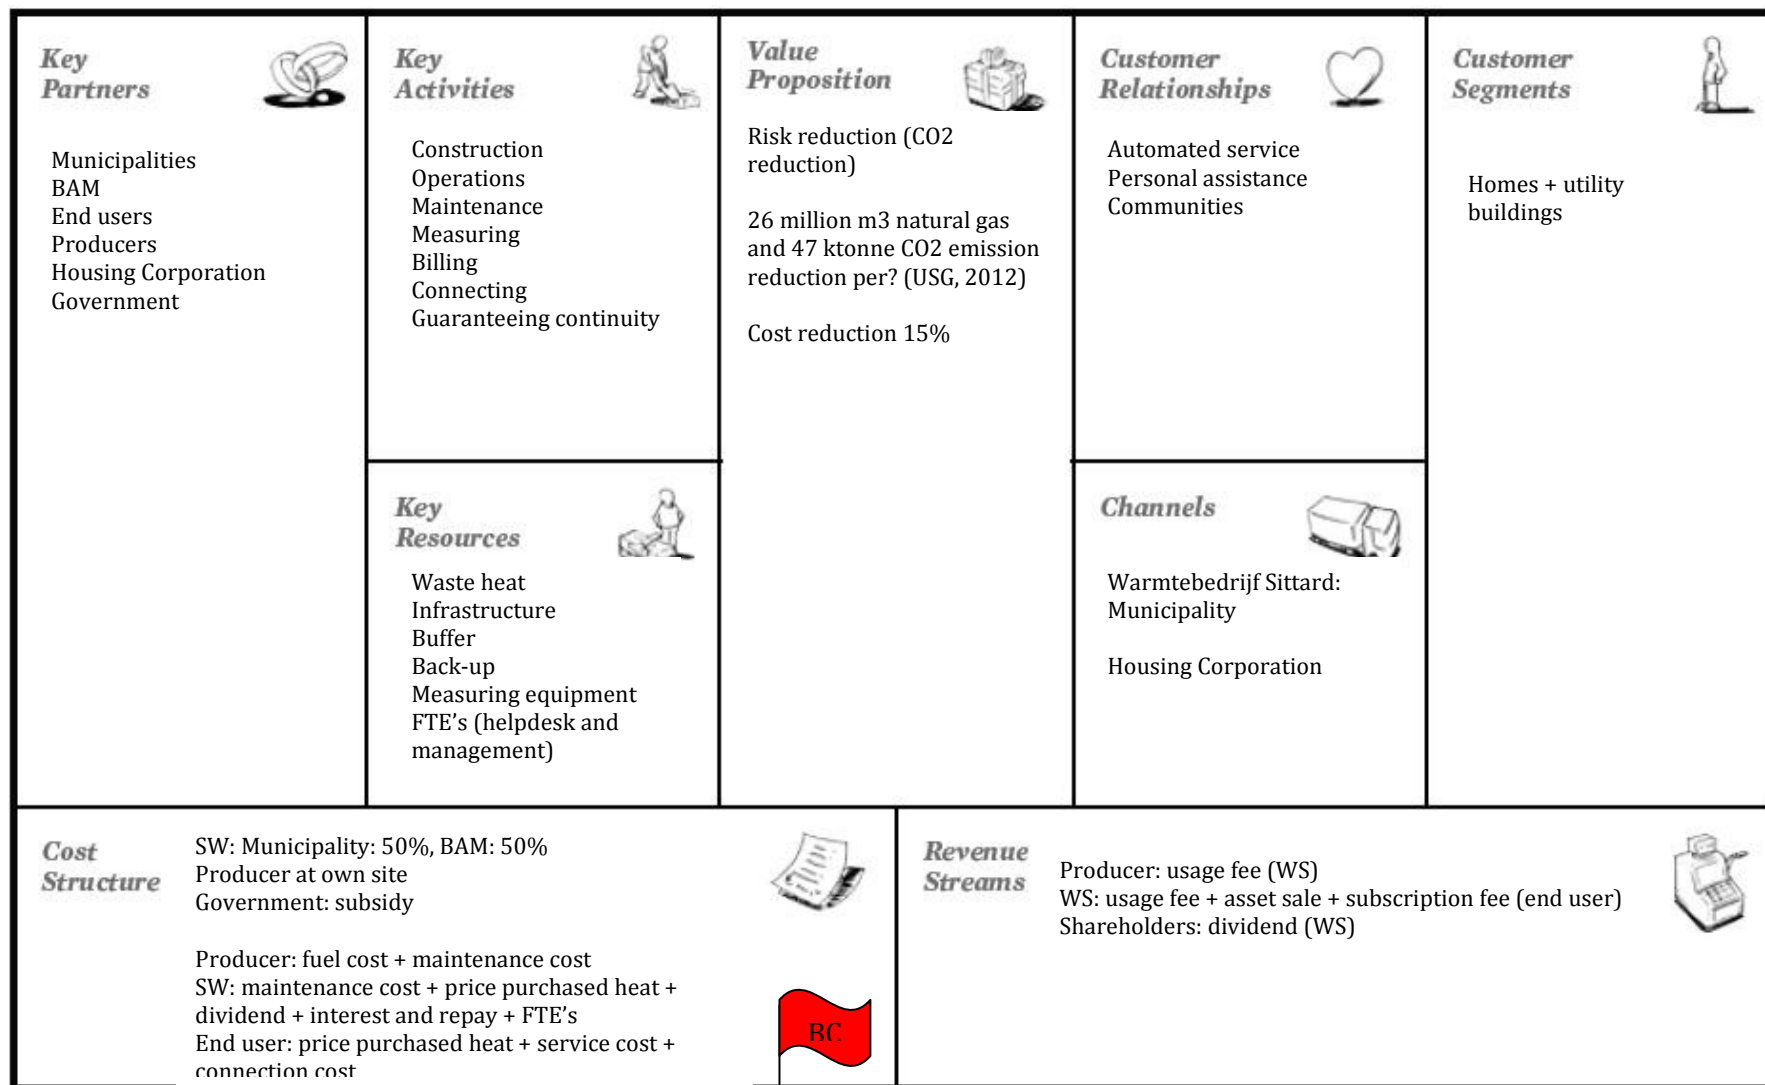 Key
Partners
Municipalities
BAM
End users
Producers
Housing Corporation
Government
Key
Activities
Construction
Operations
Maintenance
Measuring
Billing
Connecting
Guaranteeing continuity
Key
Resources
Waste heat
Infrastructure
Buffer
Back-up
Measuring equipment
FTE’s (helpdesk and
management)
Value
Proposition
Risk reduction (CO2
reduction)
26 million m3 natural gas
and 47 ktonne CO2 emission
reduction per? (USG, 2012)
Cost reduction 15%
Customer
Relationships
Automated service
Personal assistance
Communities
Channels
Warmtebedrijf Sittard:
Municipality
Housing Corporation
Customer
Segments
Homes + utility
buildings
Cost
Structure
SW: Municipality: 50%, BAM: 50%
Producer at own site
Government: subsidy
Producer: fuel cost + maintenance cost
SW: maintenance cost + price purchased heat +
dividend + interest and repay + FTE’s
End user: price purchased heat + service cost +
connection cost
BC
Revenue
Streams
Producer: usage fee (WS)
WS: usage fee + asset sale + subscription fee (end user)
Shareholders: dividend (WS)